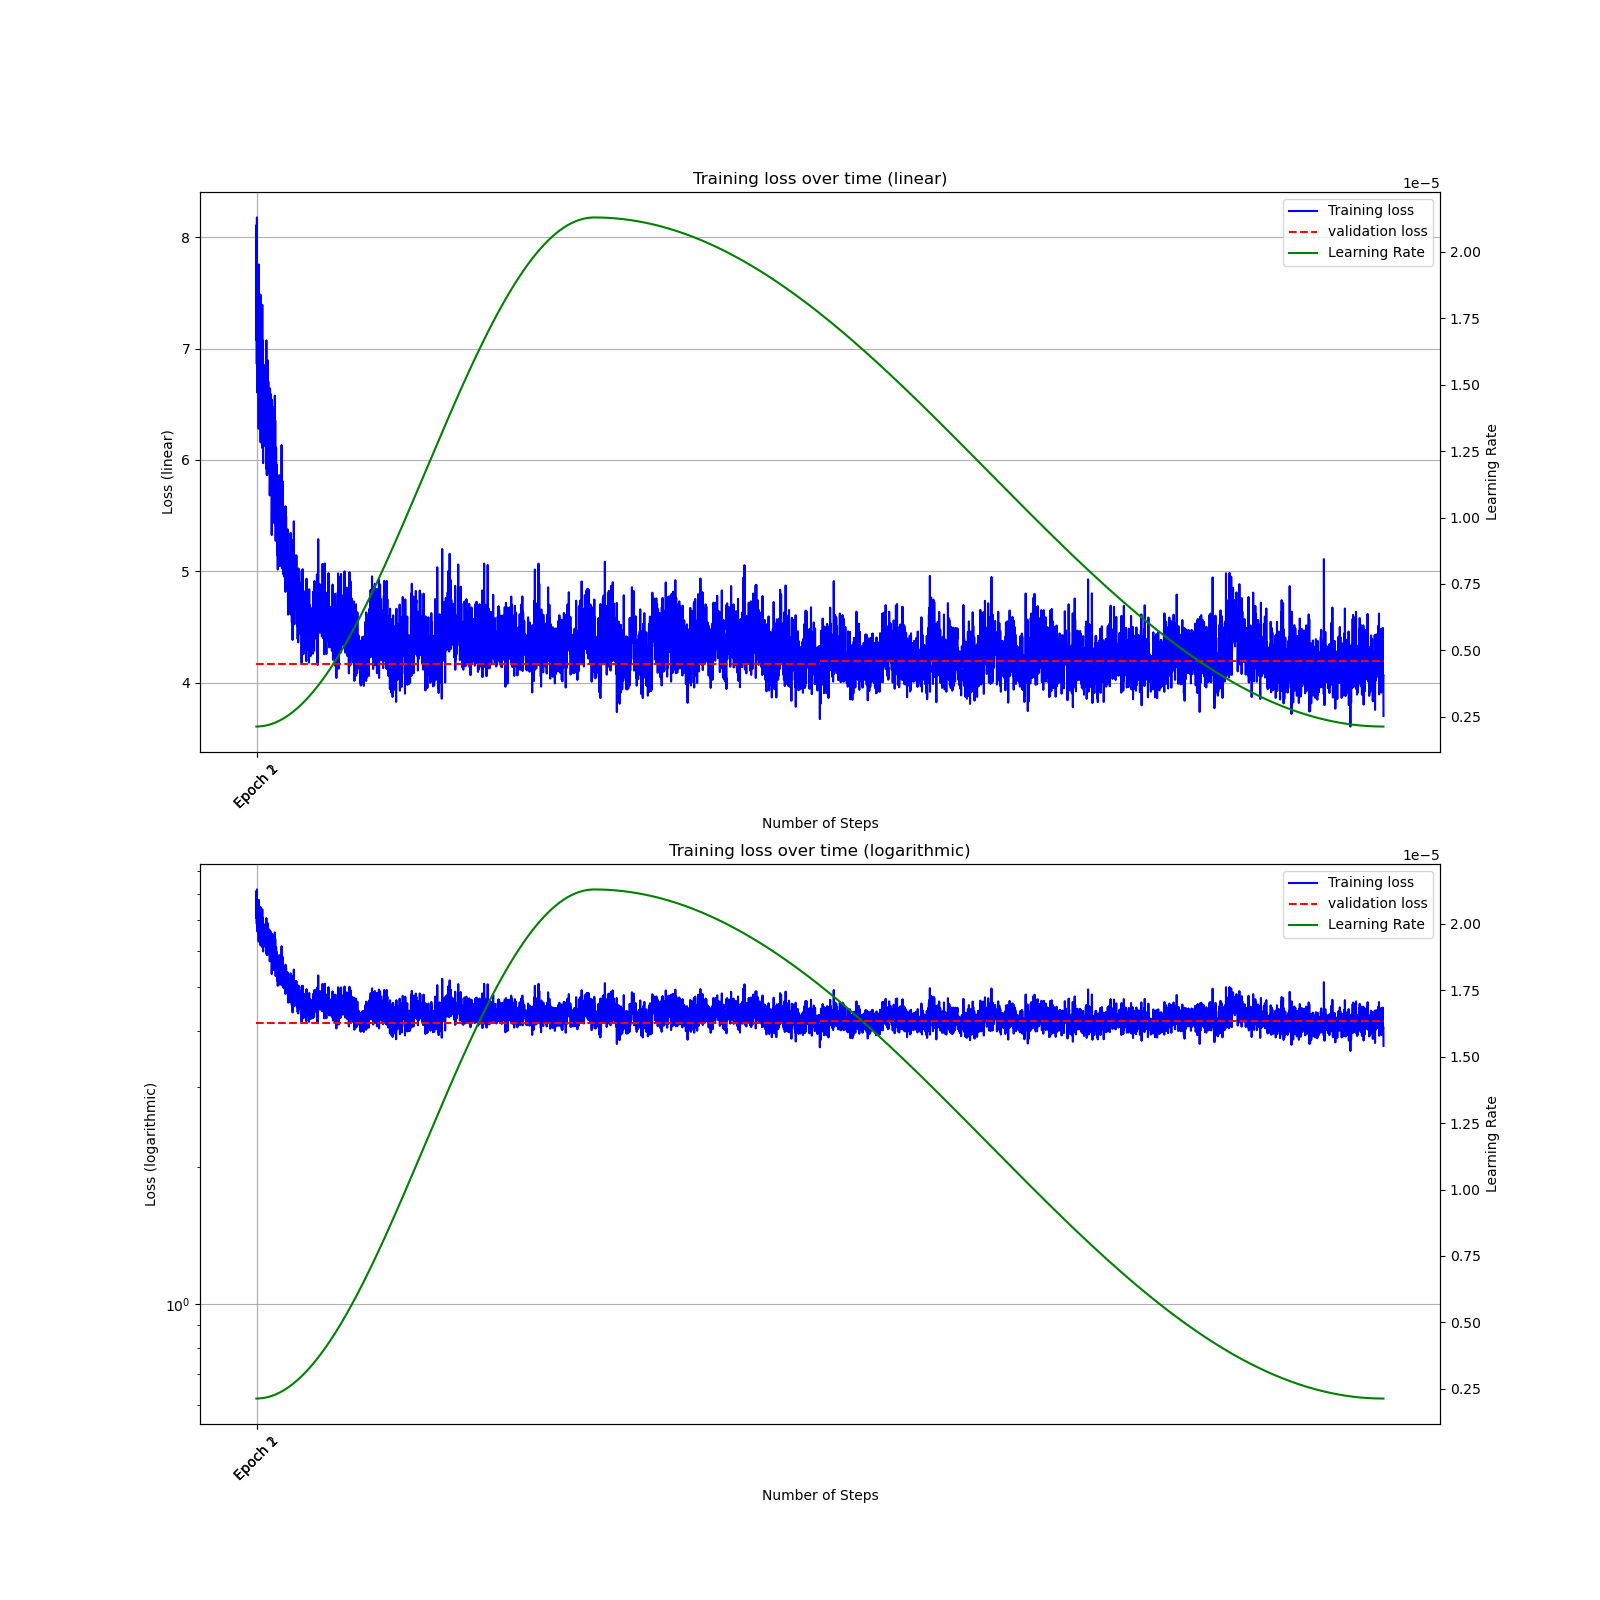 Training loss over time (linear)
1e−5
Training loss
validation loss
Learning Rate
8
7
6
5
4
Loss (linear)
2.00
1.75
1.50
1.25
1.00
0.75
0.50
0.25
Learning Rate
Epoch
Number of Steps
Training loss over time (logarithmic)
1e−5
Training loss
validation loss
Learning Rate
10⁰
Loss (logarithmic)
2.00
1.75
1.50
1.25
1.00
0.75
0.50
0.25
Learning Rate
Epoch
Number of Steps